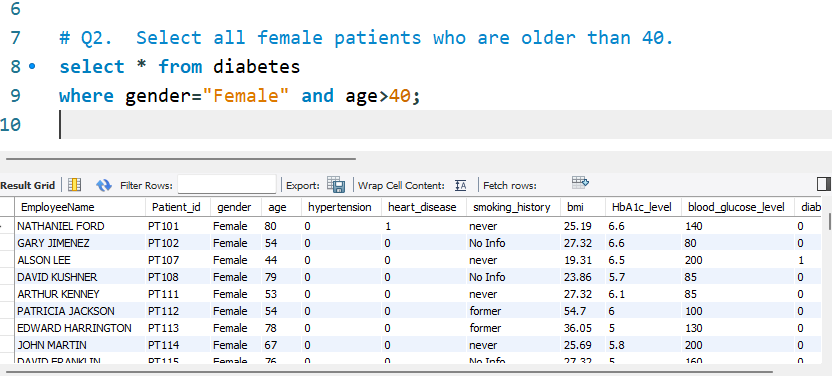 6
7 # Q2.  Select all female patients who are older than 40.
8 select * from diabetes
9 where gender="Female" and age>40;
10
Result Grid Filter Rows: Export: Wrap Cell Content: Fetch rows:
EmployeeName Patient_id gender age hypertension heart_disease smoking_history bmi HbA1c_level blood_glucose_level diab
NATHANIEL FORD PT101 Female 80 0 1 never 25.19 6.6 140 0
GARY JIMENEZ PT102 Female 54 0 0 No Info 27.32 6.6 80 0
ALSON LEE PT107 Female 44 0 0 never 19.31 6.5 200 1
DAVID KUSHNER PT108 Female 79 0 0 No Info 23.86 5.7 85 0
ARTHUR KENNEY PT111 Female 53 0 0 never 27.32 6.1 85 0
PATRICIA JACKSON PT112 Female 54 0 0 former 54.7 6 100 0
EDWARD HARRINGTON PT113 Female 78 0 0 former 36.05 5 130 0
JOHN MARTIN PT114 Female 67 0 0 never 25.69 5.8 200 0
DAVID FRANKLIN PT115 Female 76 0 0 No Info 27.32 5 160 0